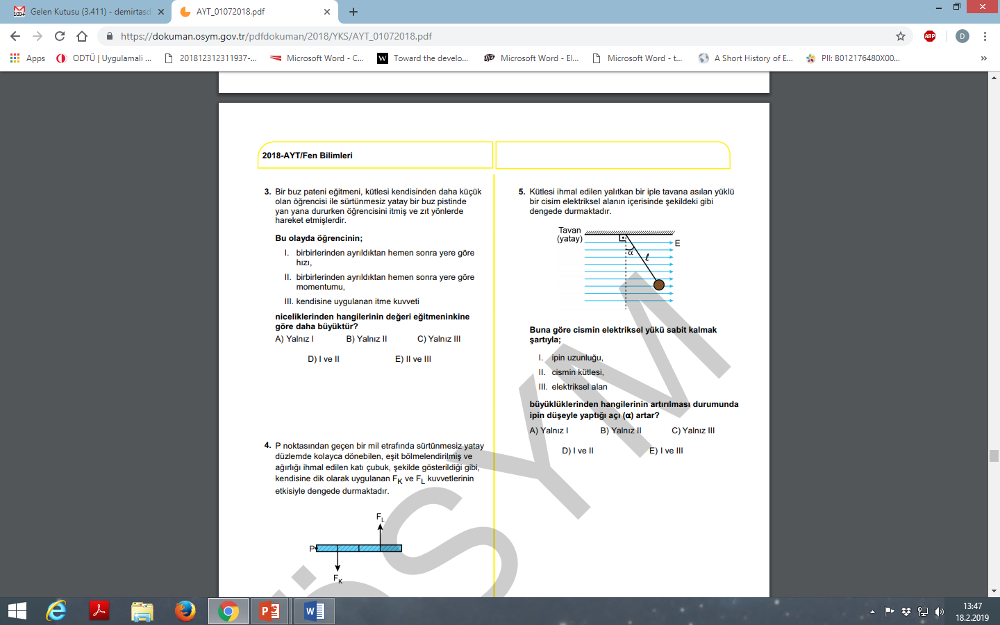 Gelen Kutusu (3.411) - demirtasd
AYT_01072018.pdf
https://dokuman.osym.gov.tr/pdfdokuman/2018/YKS/AYT_01072018.pdf
ABP
D
Apps
ODTÜ | Uygulamali ...
201812312311937-...
Microsoft Word - C...
Toward the develo...
Microsoft Word - El...
Microsoft Word - t...
A Short History of E...
PII: B012176480X00...
2018-AYT/Fen Bilimleri
3. Bir buz pateni eğitmeni, kütlesi kendisinden daha küçük
olan öğrencisi ile sürtünmesiz yatay bir buz pistinde
yan yana dururken öğrencisini itmiş ve zıt yönlerde
hareket etmişlerdir.
Bu olayda öğrencinin;
I. birbirlerinden ayrıldıktan hemen sonra yere göre
hızı,
II. birbirlerinden ayrıldıktan hemen sonra yere göre
momentumu,
III. kendisine uygulanan itme kuvveti
niceliklerinden hangilerinin değeri eğitmeninkine
göre daha büyüktür?
A) Yalnız I B) Yalnız II C) Yalnız III
D) I ve II E) II ve III
4. P noktasından geçen bir mil etrafında sürtünmesiz yatay
düzlemde kolayca dönebilen, eşit bölmelendirilmiş ve
ağırlığı ihmal edilen katı çubuk, şekilde gösterildiği gibi,
kendisine dik olarak uygulanan FK ve FL kuvvetlerinin
etkisiyle dengede durmaktadır.
FL
P
FK
5. Kütlesi ihmal edilen yalıtkan bir iple tavana asılan yüklü
bir cisim elektriksel alanın içerisinde şekildeki gibi
dengede durmaktadır.
Tavan
(yatay)
E
α
ℓ
Buna göre cismin elektriksel yükü sabit kalmak
şartıyla;
I. ipin uzunluğu,
II. cismin kütlesi,
III. elektriksel alan
büyüklüklerinden hangilerinin artırılması durumunda
ipin düşeyle yaptığı açı (α) artar?
A) Yalnız I B) Yalnız II C) Yalnız III
D) I ve II E) I ve III
ÖSYM
13:47
18.2.2019